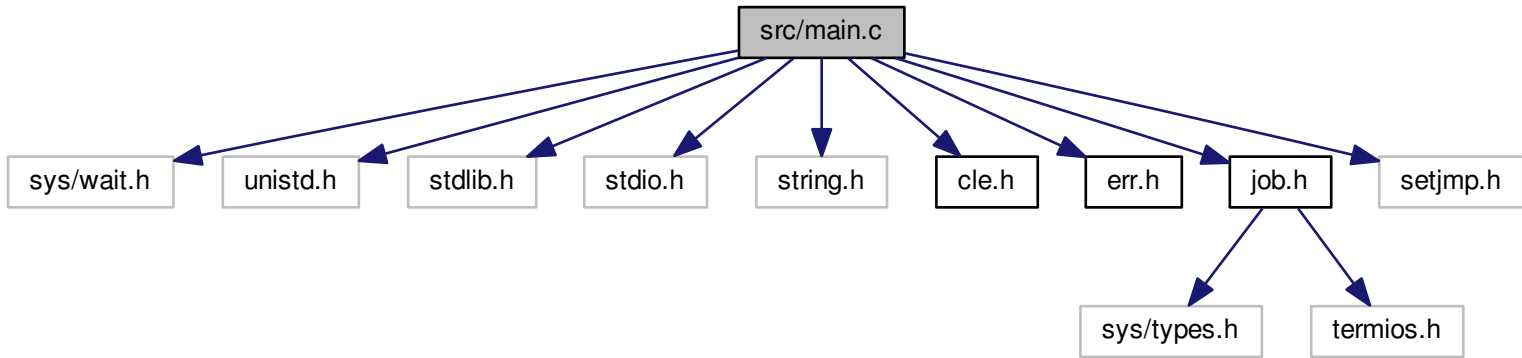 src/main.c
sys/wait.h
unistd.h
stdlib.h
stdio.h
string.h
cle.h
err.h
job.h
setjmp.h
sys/types.h
termios.h